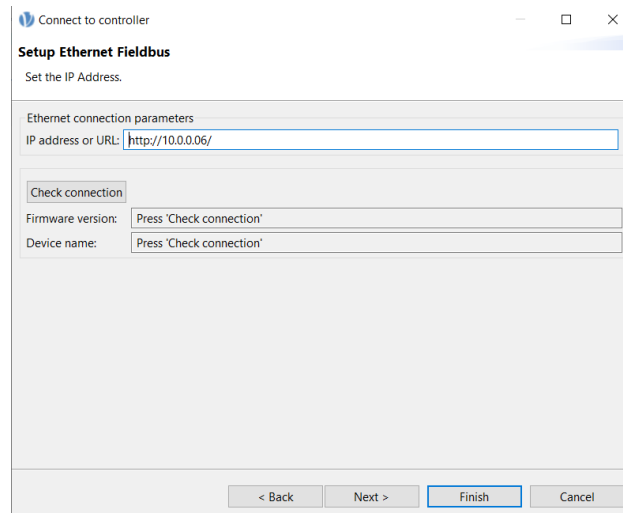 Connect to controller
Setup Ethernet Fieldbus
Set the IP Address.
Ethernet connection parameters
IP address or URL: http://10.0.0.06/
Check connection
Firmware version: Press 'Check connection'
Device name: Press 'Check connection'
< Back Next > Finish Cancel